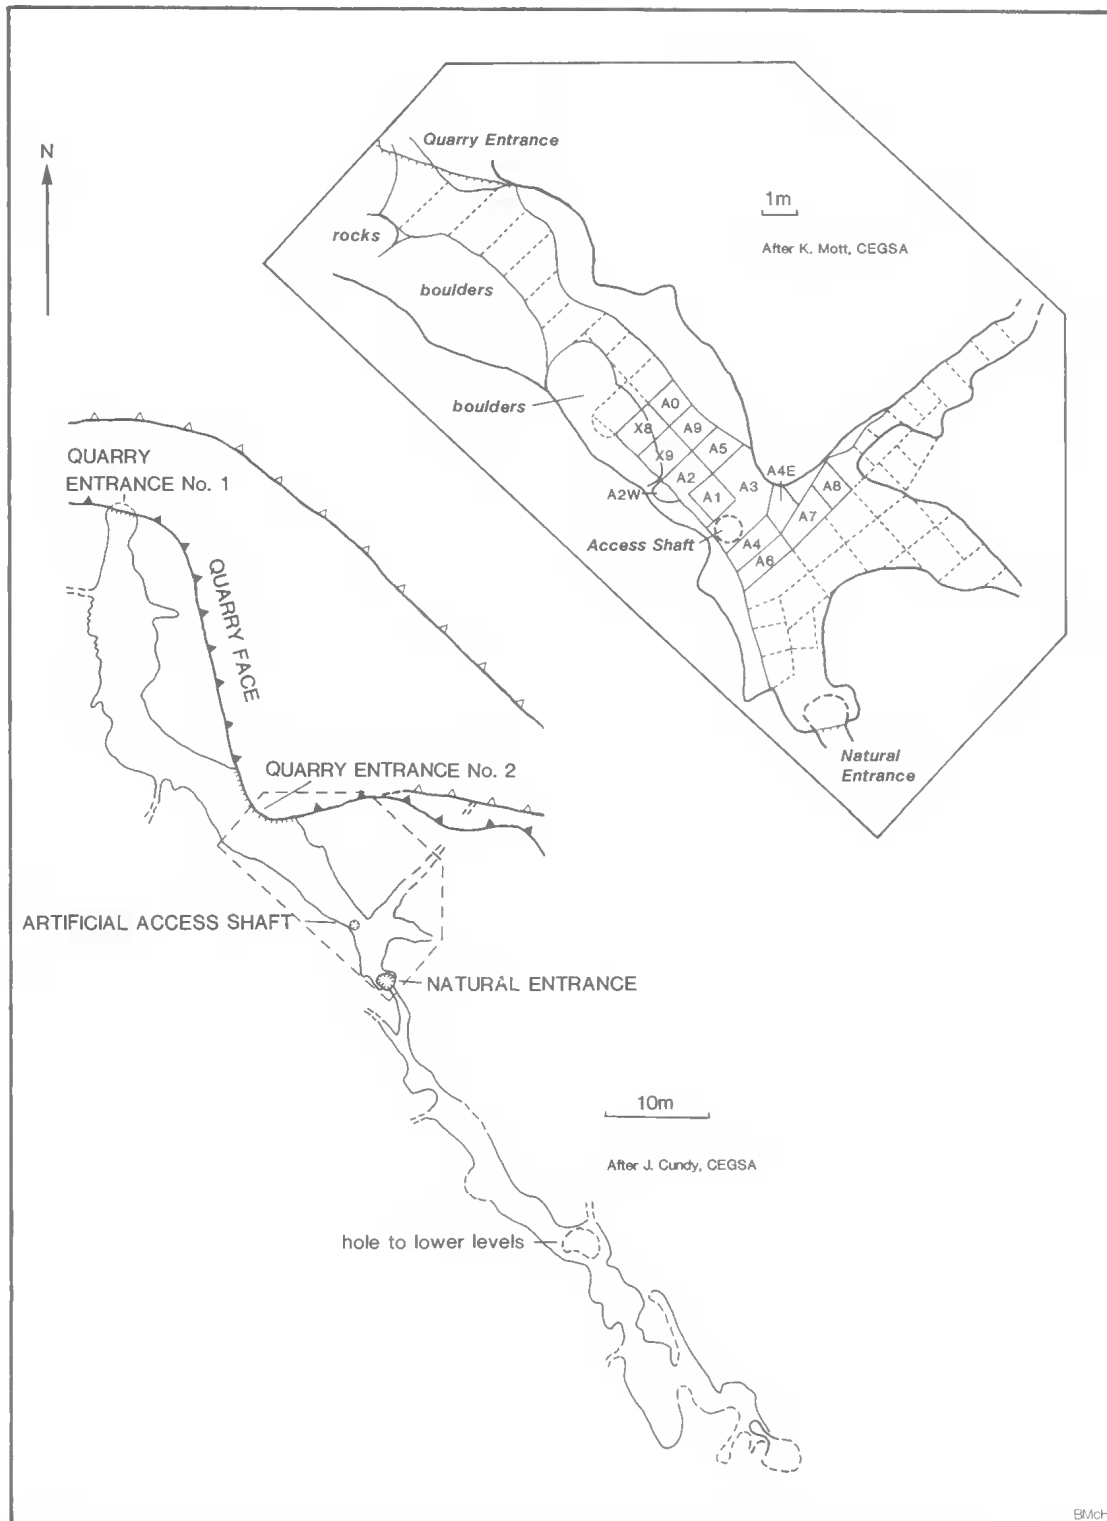 N
Quarry Entrance
1m
After K. Mott, CEGSA
rocks
boulders
boulders
A0
X8
A9
A5
X9
A4E
A2
A3
A8
A2W
A1
A7
Access Shaft
A4
A6
Natural
Entrance
QUARRY
ENTRANCE No. 1
QUARRY FACE
QUARRY ENTRANCE No. 2
ARTIFICIAL ACCESS SHAFT
NATURAL ENTRANCE
10m
After J. Cundy, CEGSA
hole to lower levels
BMcH